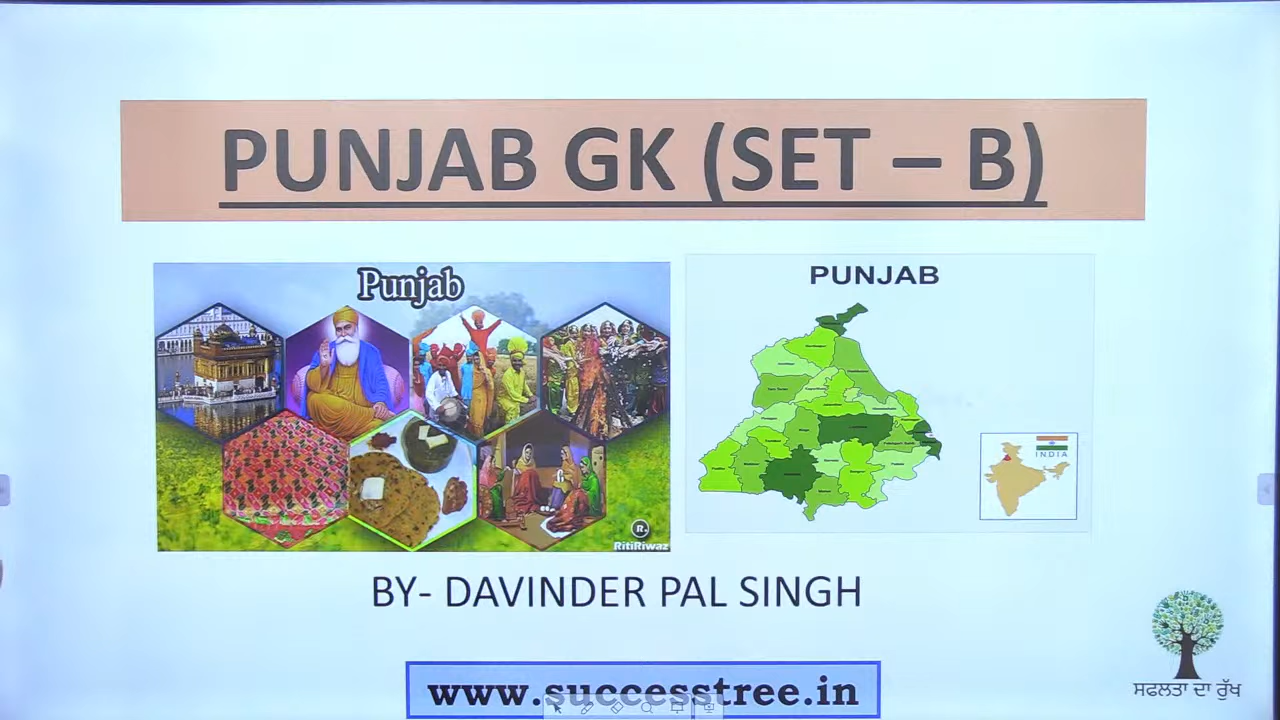 PUNJAB GK (SET – B)
Punjab
PUNJAB
INDIA
R.
RitiRiwaz
BY- DAVINDER PAL SINGH
www.successtree.in
ਸਫਲਤਾ ਦਾ ਰੁੱਖ